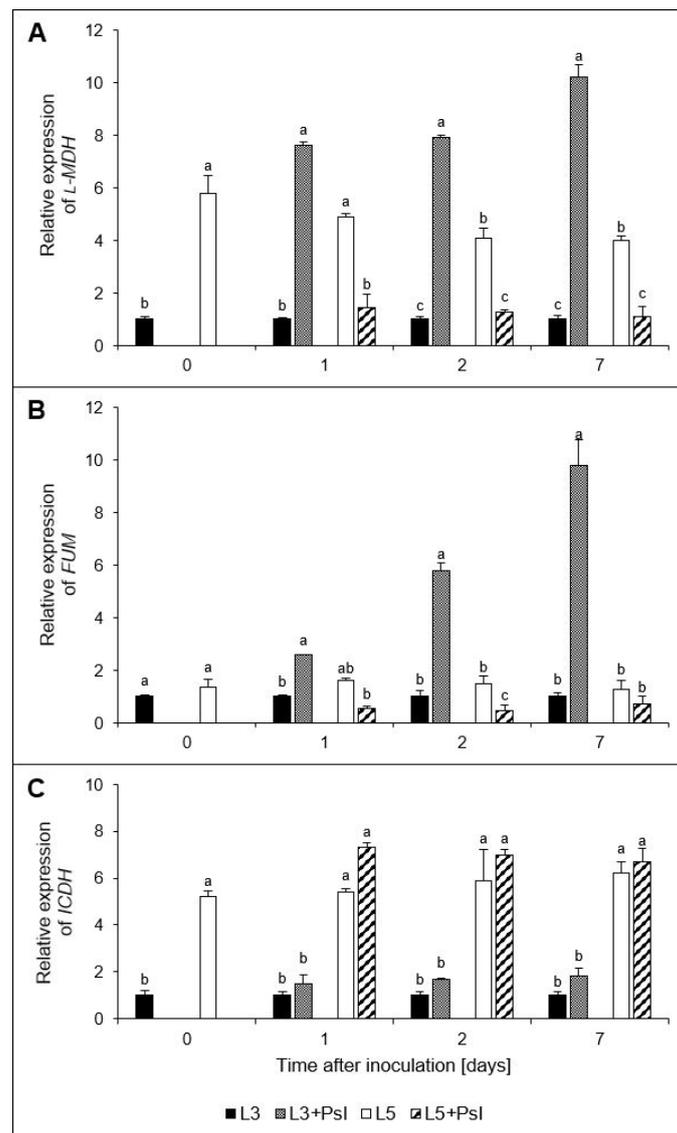 A
12
10
8
6
4
2
0
Relative expression
of L-MDH
b a b a a b c a b c c a b c
0 1 2 7
B
12
10
8
6
4
2
0
Relative expression
of FUM
a a b a ab b b a b c b a b b
0 1 2 7
C
10
8
6
4
2
0
Relative expression
of ICDH
b a b b a a b b a a b b a a
0 1 2 7
Time after inoculation [days]
L3 L3+PsI L5 L5+PsI